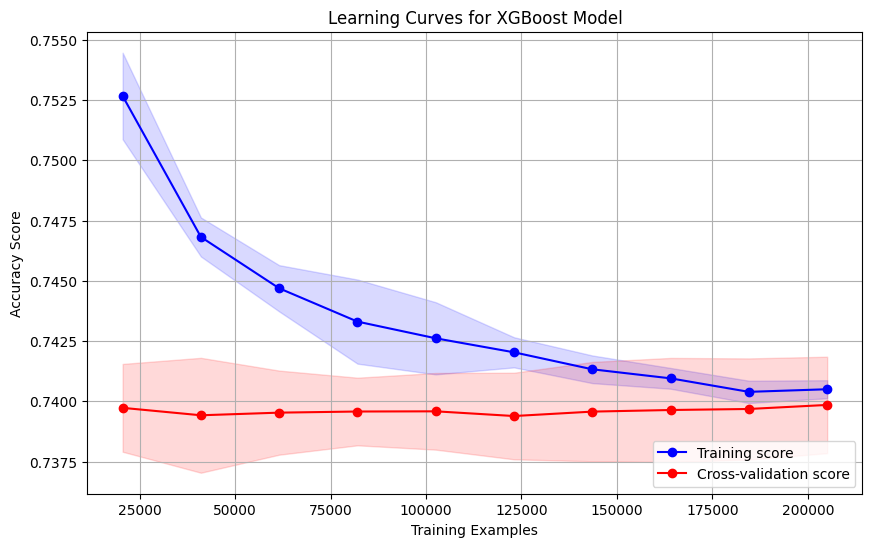 Learning Curves for XGBoost Model
Accuracy Score
0.7550
0.7525
0.7500
0.7475
0.7450
0.7425
0.7400
0.7375
Training score
Cross-validation score
25000 50000 75000 100000 125000 150000 175000 200000
Training Examples